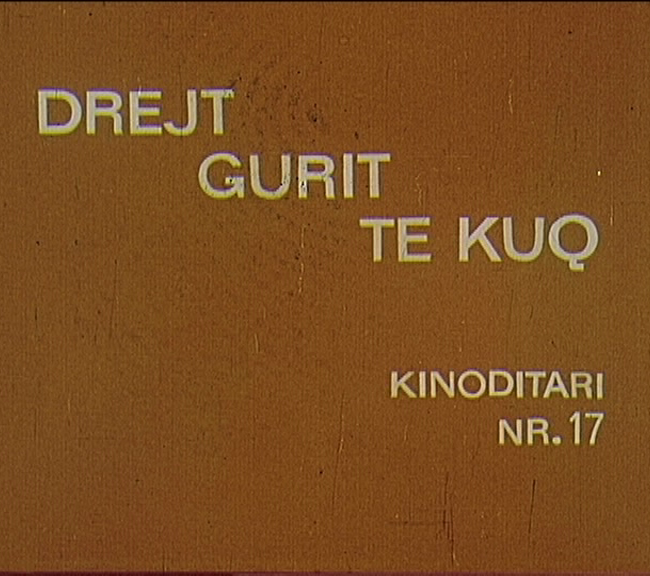 DREJT
GURIT
TE KUQ
KINODITARI
NR. 17